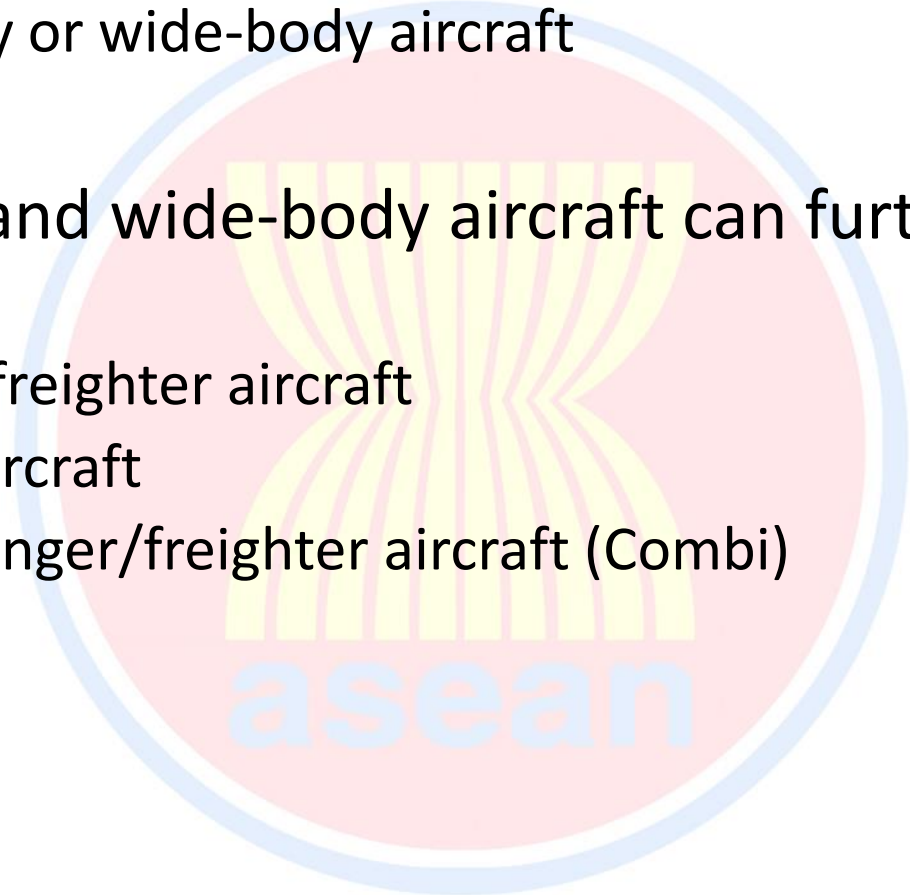 y or wide-body aircraft
and wide-body aircraft can furt
freighter aircraft
rcraft
nger/freighter aircraft (Combi)
asean